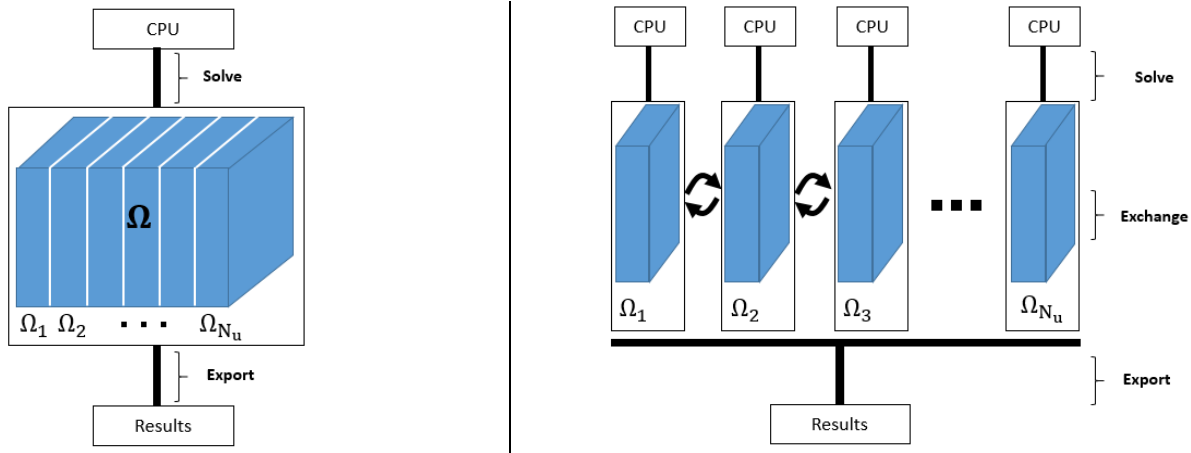 CPU
Solve
Ω
Ω₁ Ω₂ ... Ω_Nᵤ
Export
Results
CPU CPU CPU CPU
Solve
Exchange
Ω₁ Ω₂ Ω₃ Ω_Nᵤ
Export
Results